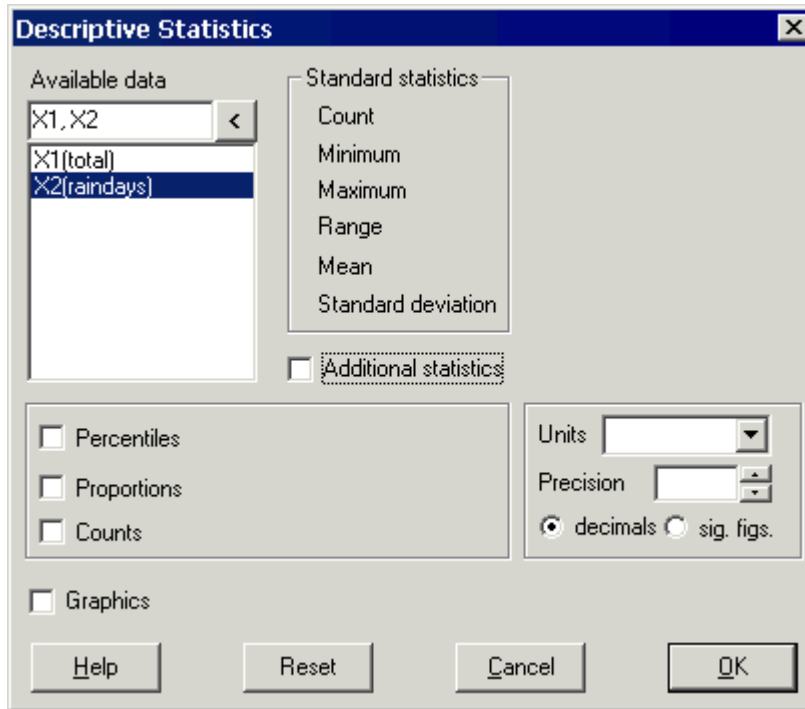 Descriptive Statistics
Available data
X1, X2
<
X1(total)
X2(raindays)
Standard statistics
Count
Minimum
Maximum
Range
Mean
Standard deviation
Additional statistics
Percentiles
Proportions
Counts
Units
Precision
decimals
sig. figs.
Graphics
Help
Reset
Cancel
OK